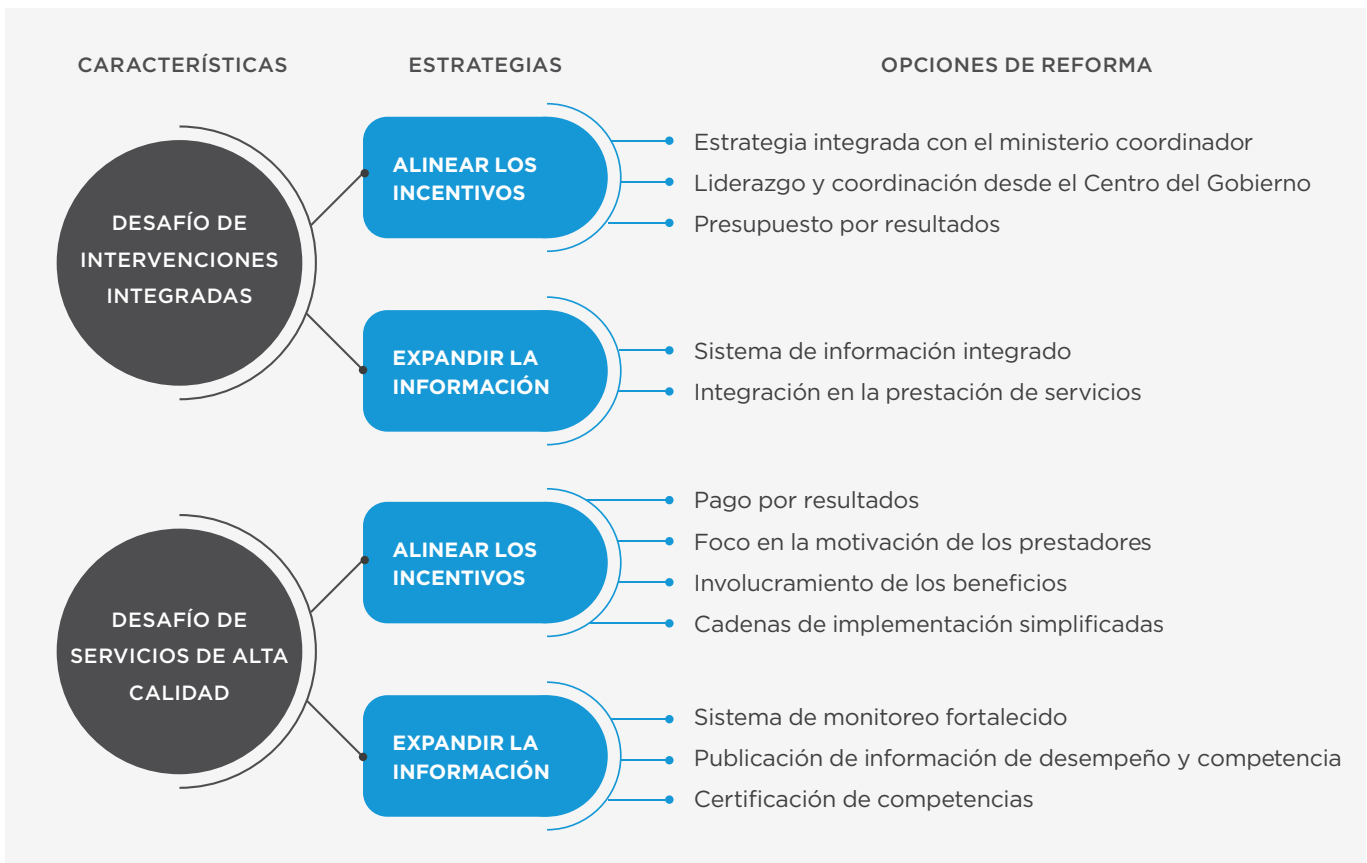 CARACTERÍSTICAS
ESTRATEGIAS
OPCIONES DE REFORMA
DESAFÍO DE
INTERVENCIONES
INTEGRADAS
ALINEAR LOS
INCENTIVOS
Estrategia integrada con el ministerio coordinador
Liderazgo y coordinación desde el Centro del Gobierno
Presupuesto por resultados
EXPANDIR LA
INFORMACIÓN
Sistema de información integrado
Integración en la prestación de servicios
DESAFÍO DE
SERVICIOS DE ALTA
CALIDAD
ALINEAR LOS
INCENTIVOS
Pago por resultados
Foco en la motivación de los prestadores
Involucramiento de los beneficios
Cadenas de implementación simplificadas
EXPANDIR LA
INFORMACIÓN
Sistema de monitoreo fortalecido
Publicación de información de desempeño y competencia
Certificación de competencias